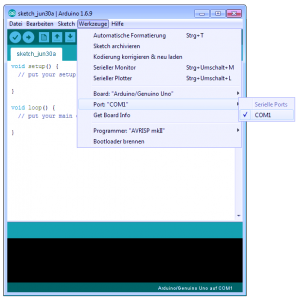 sketch_jun30a | Arduino 1.6.9
Datei Bearbeiten Sketch Werkzeuge Hilfe
Automatische Formatierung Strg+T
Sketch archivieren
Kodierung korrigieren & neu laden
Serieller Monitor Strg+Umschalt+M
Serieller Plotter Strg+Umschalt+L
Board: "Arduino/Genuino Uno"
Port: "COM1"
Get Board Info
Programmer: "AVRISP mkII"
Bootloader brennen
Serielle Ports
COM1
sketch_jun30a
void setup() {
// put your setup
}
void loop() {
// put your main
}
Arduino/Genuino Uno auf COM1